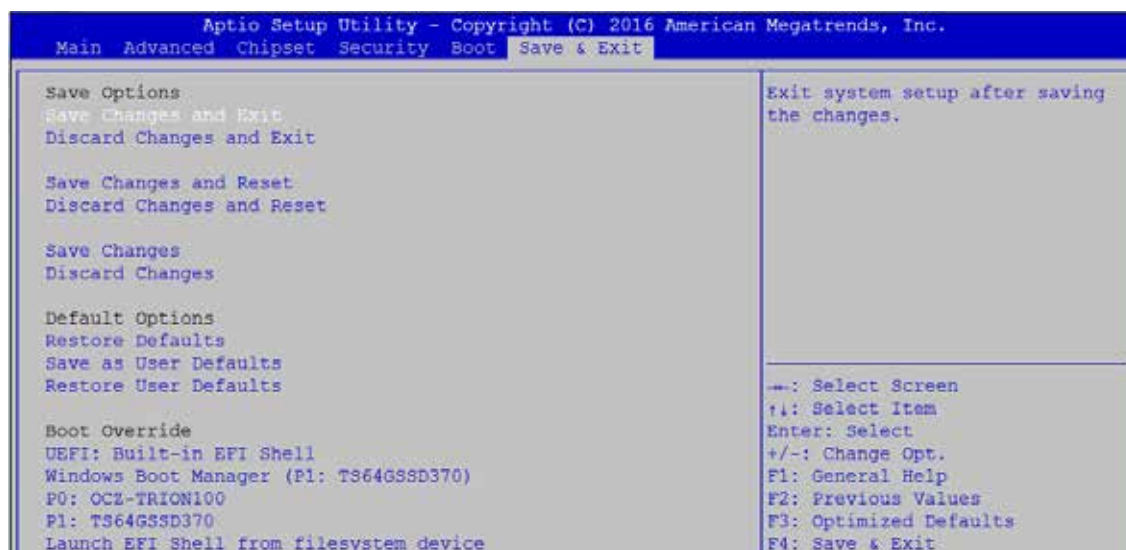 Aptio Setup Utility - Copyright (C) 2016 American Megatrends, Inc.
Main Advanced Chipset Security Boot Save & Exit
Save Options
Save Changes and Exit
Discard Changes and Exit
Save Changes and Reset
Discard Changes and Reset
Save Changes
Discard Changes
Default Options
Restore Defaults
Save as User Defaults
Restore User Defaults
Boot Override
UEFI: Built-in EFI Shell
Windows Boot Manager (P1: TS64GSSD370)
P0: OCZ-TRION100
P1: TS64GSSD370
Launch EFI Shell from filesystem device
Exit system setup after saving
the changes.
→←: Select Screen
↑↓: Select Item
Enter: Select
+/-: Change Opt.
F1: General Help
F2: Previous Values
F3: Optimized Defaults
F4: Save & Exit